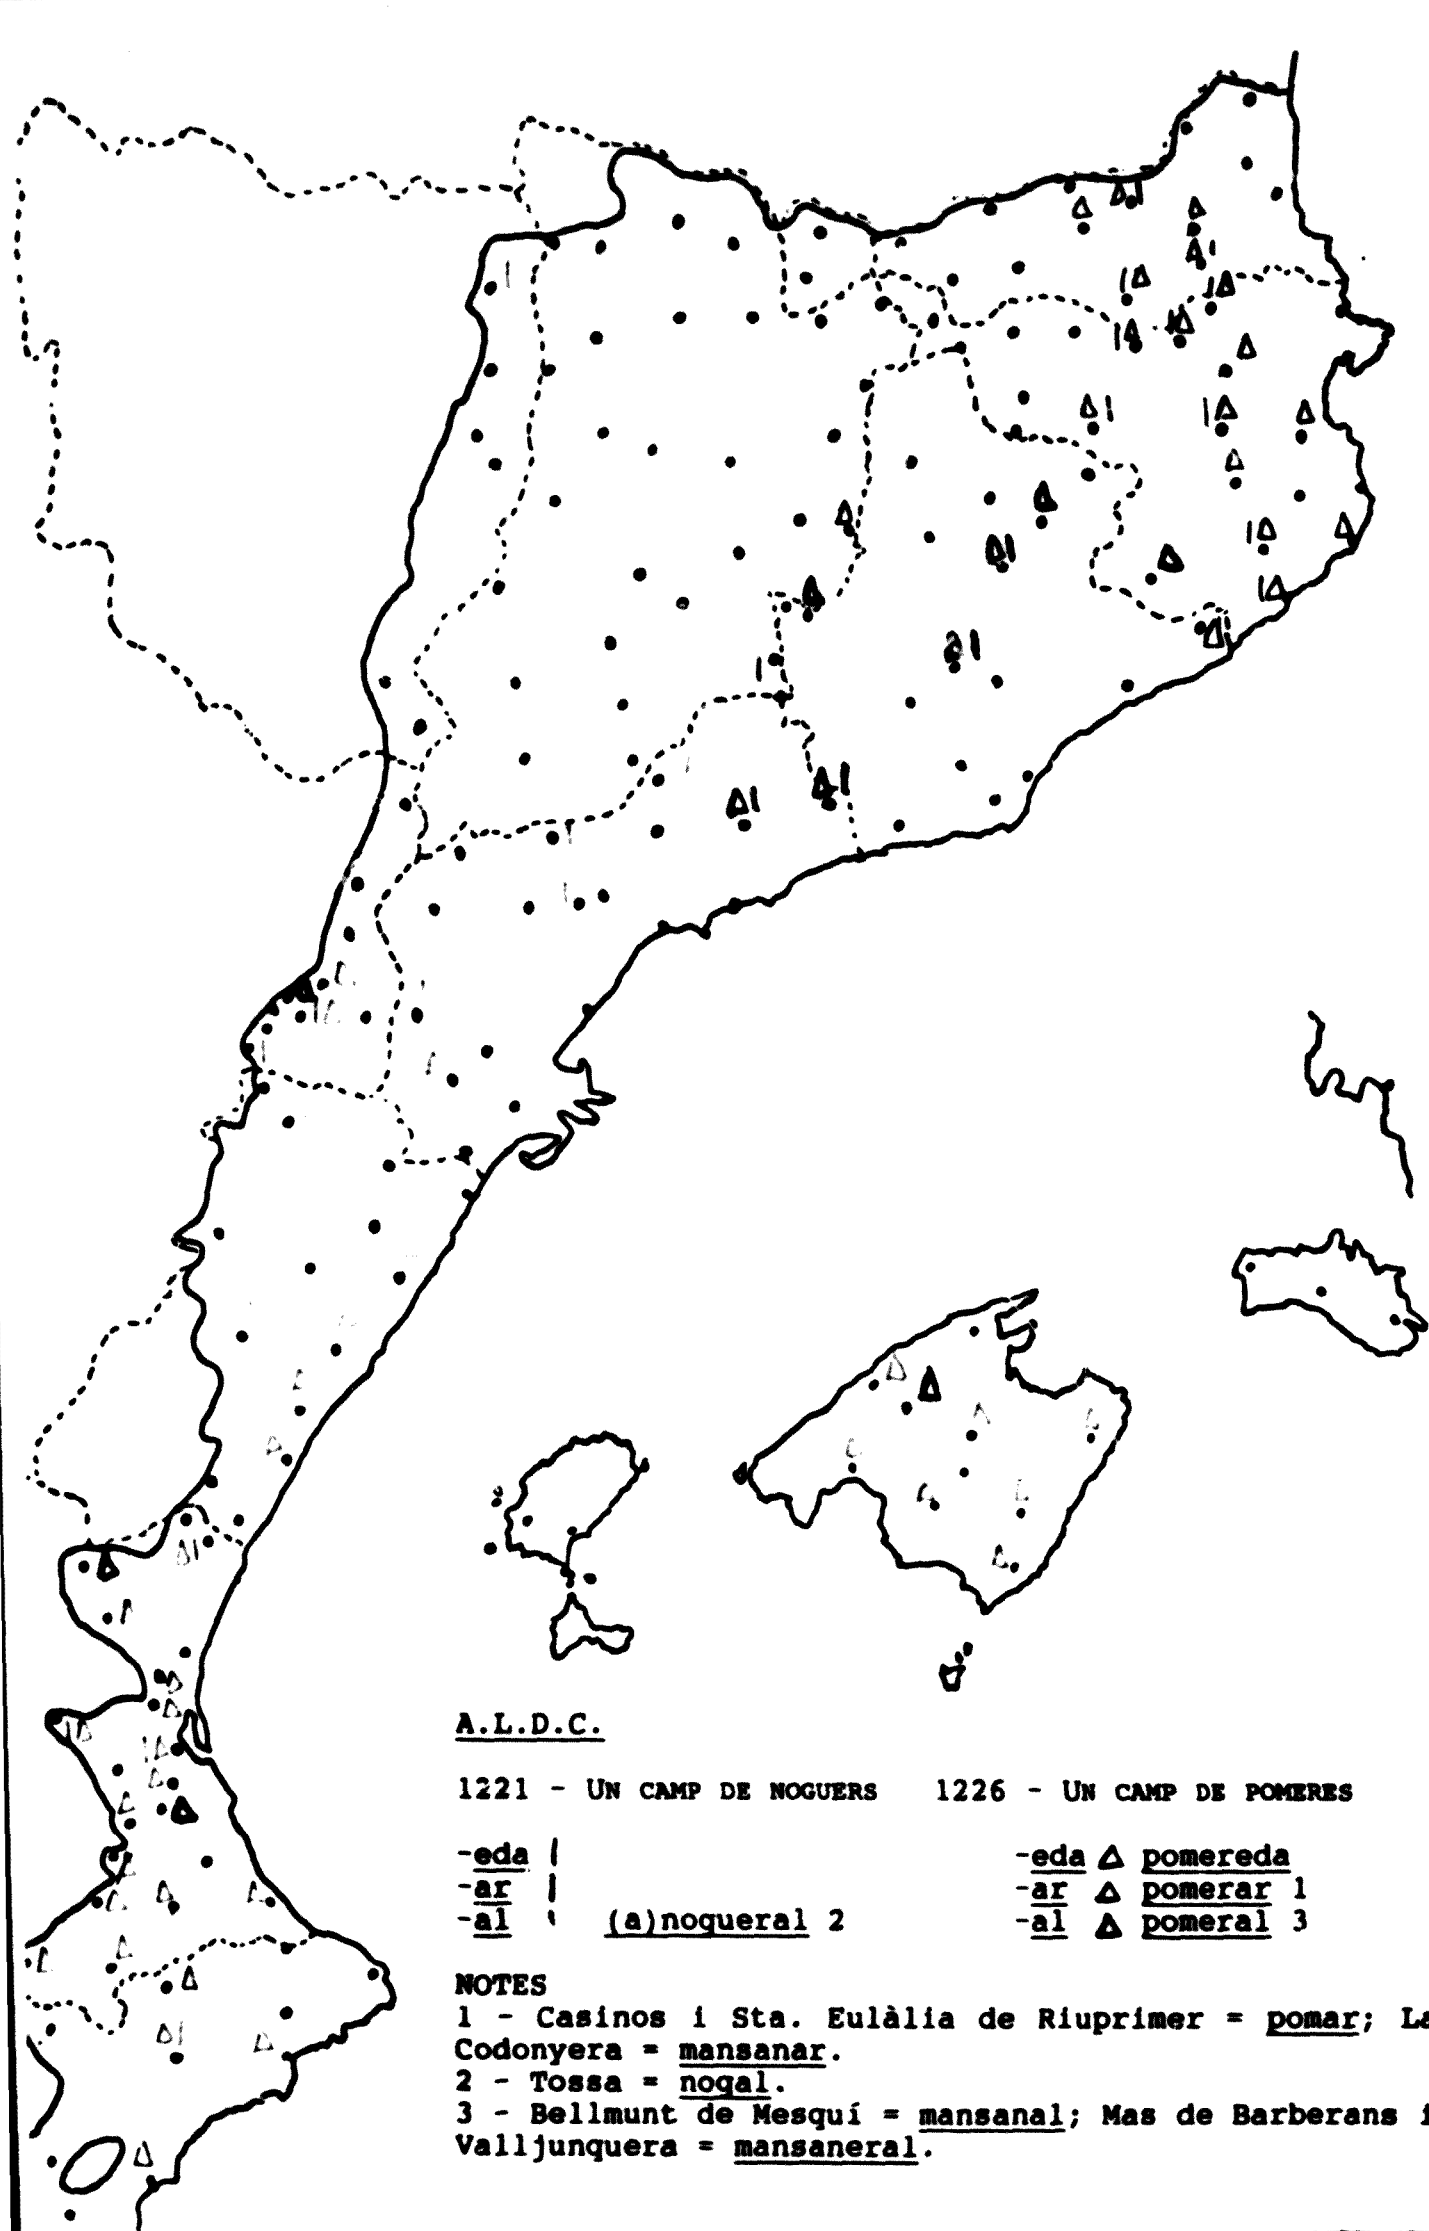 A.L.D.C.
1221 - UN CAMP DE NOGUERS 1226 - UN CAMP DE POMERES
-eda | -eda Δ pomereda
-ar | -ar Δ pomerar 1
-al ' (a)nogueral 2 -al Δ pomeral 3
NOTES
1 - Casinos i Sta. Eulàlia de Riuprimer = pomar; La
Codonyera = mansanar.
2 - Tossa = nogal.
3 - Bellmunt de Mesquí = mansanal; Mas de Barberans i
Valljunquera = mansaneral.